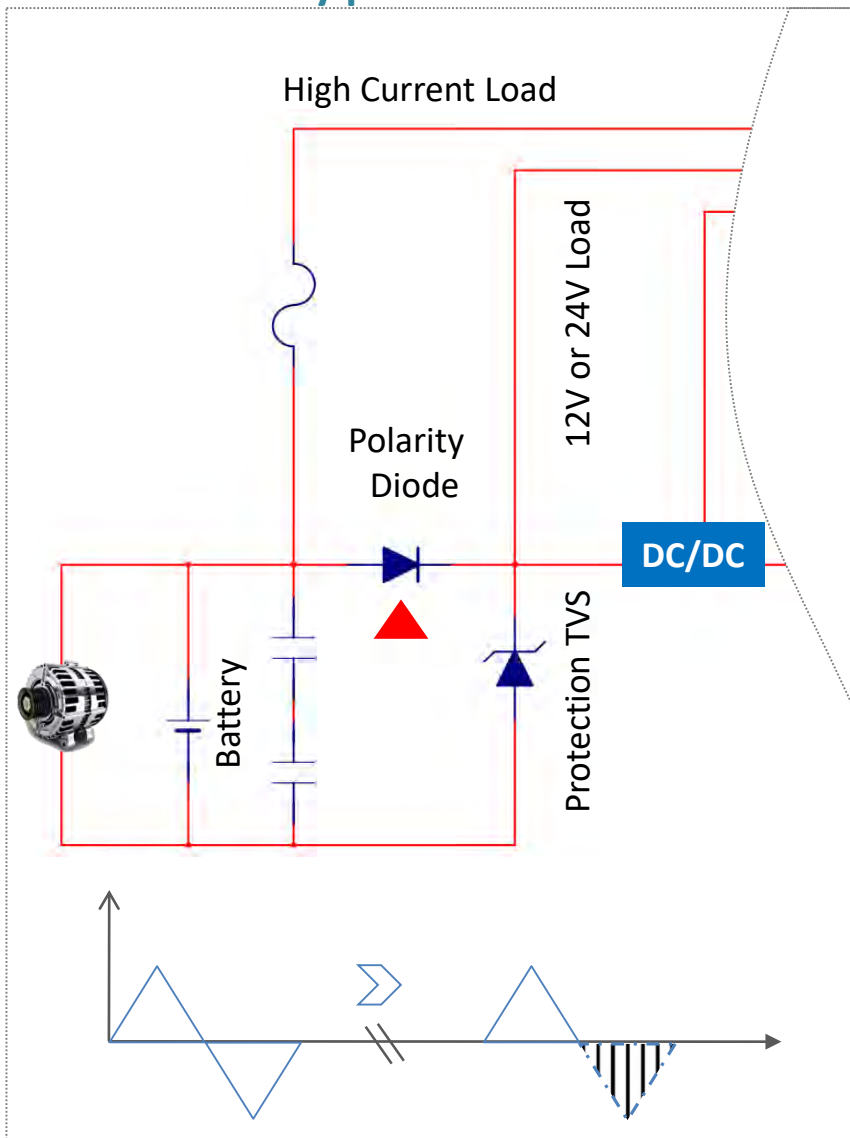 High Current Load
12V or 24V Load
Polarity
Diode
DC/DC
Battery
Protection TVS